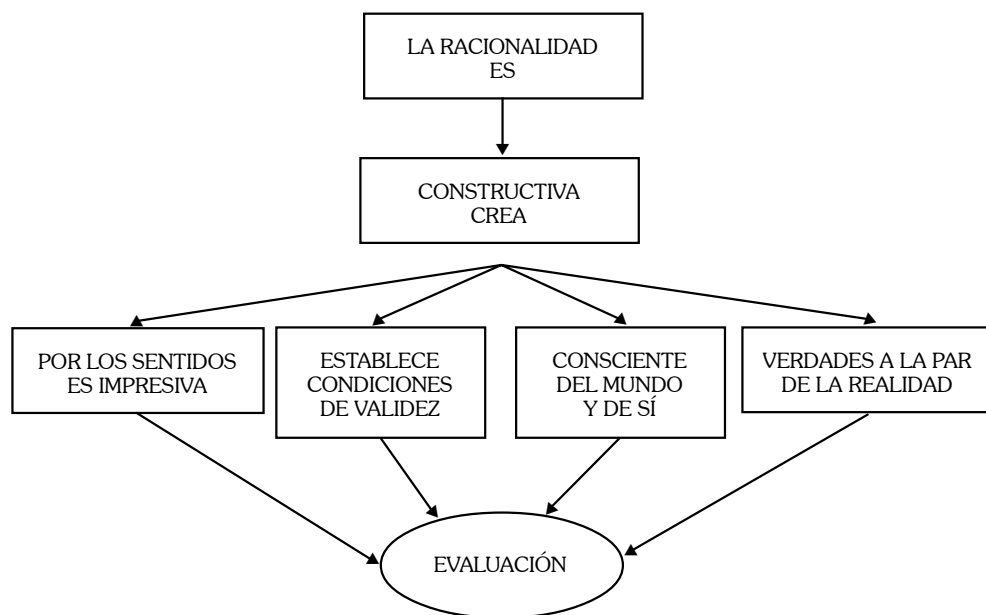 LA RACIONALIDAD
ES
CONSTRUCTIVA
CREA
POR LOS SENTIDOS
ES IMPRESIVA
ESTABLECE
CONDICIONES
DE VALIDEZ
CONSCIENTE
DEL MUNDO
Y DE SÍ
VERDADES A LA PAR
DE LA REALIDAD
EVALUACIÓN